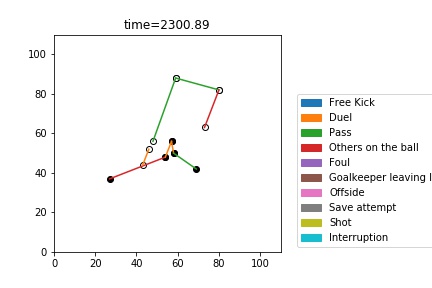 time=2300.89
100
80
60
40
20
0
0 20 40 60 80 100
Free Kick
Duel
Pass
Others on the ball
Foul
Goalkeeper leaving l
Offside
Save attempt
Shot
Interruption